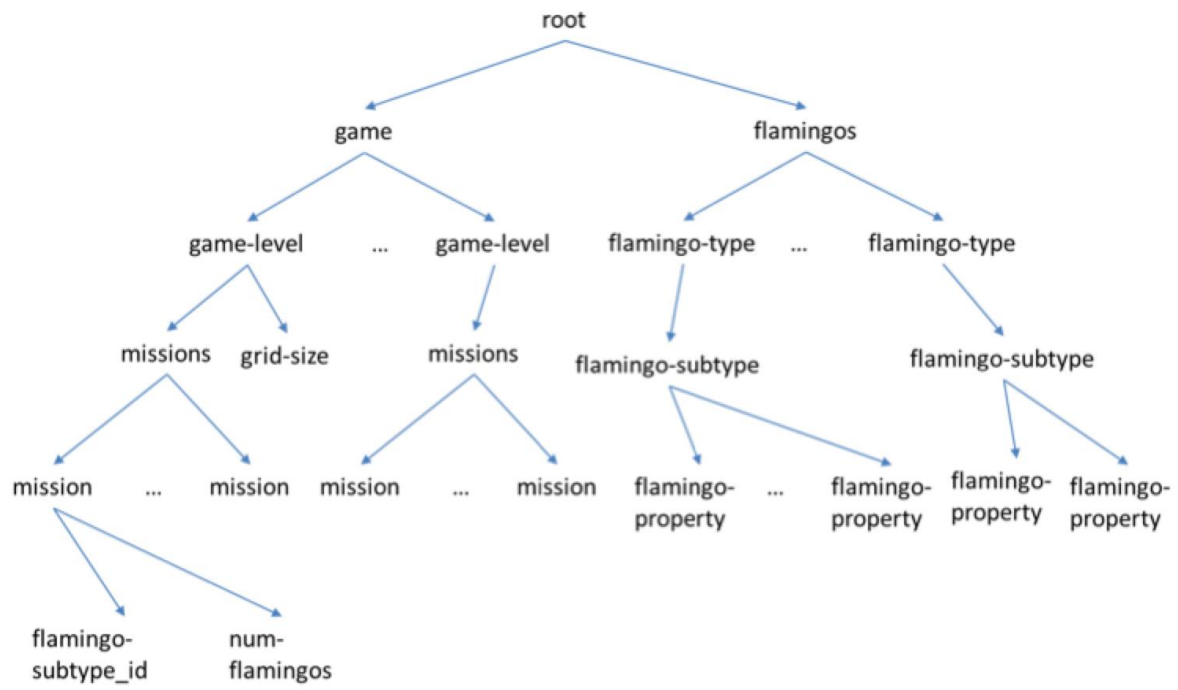 root
game
flamingos
game-level
...
game-level
flamingo-type
...
flamingo-type
missions
grid-size
missions
flamingo-subtype
flamingo-subtype
mission
...
mission
mission
...
mission
flamingo-
property
...
flamingo-
property
flamingo-
property
flamingo-
property
flamingo-
subtype_id
num-
flamingos